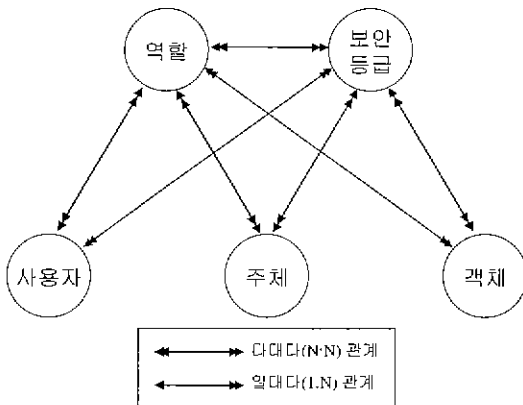 역할
보안
등급
사용자
주체
객체
다대다(N·N) 관계
일대다(1.N) 관계